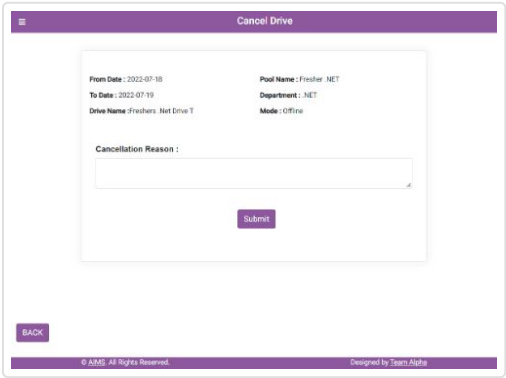 Cancel Drive
From Date : 2022-07-18
Pool Name : Fresher .NET
To Date : 2022-07-19
Department : .NET
Drive Name :Freshers .Net Drive T
Mode : Offline
Cancellation Reason :
Submit
BACK
© AIMS. All Rights Reserved.
Designed by Team Alpha